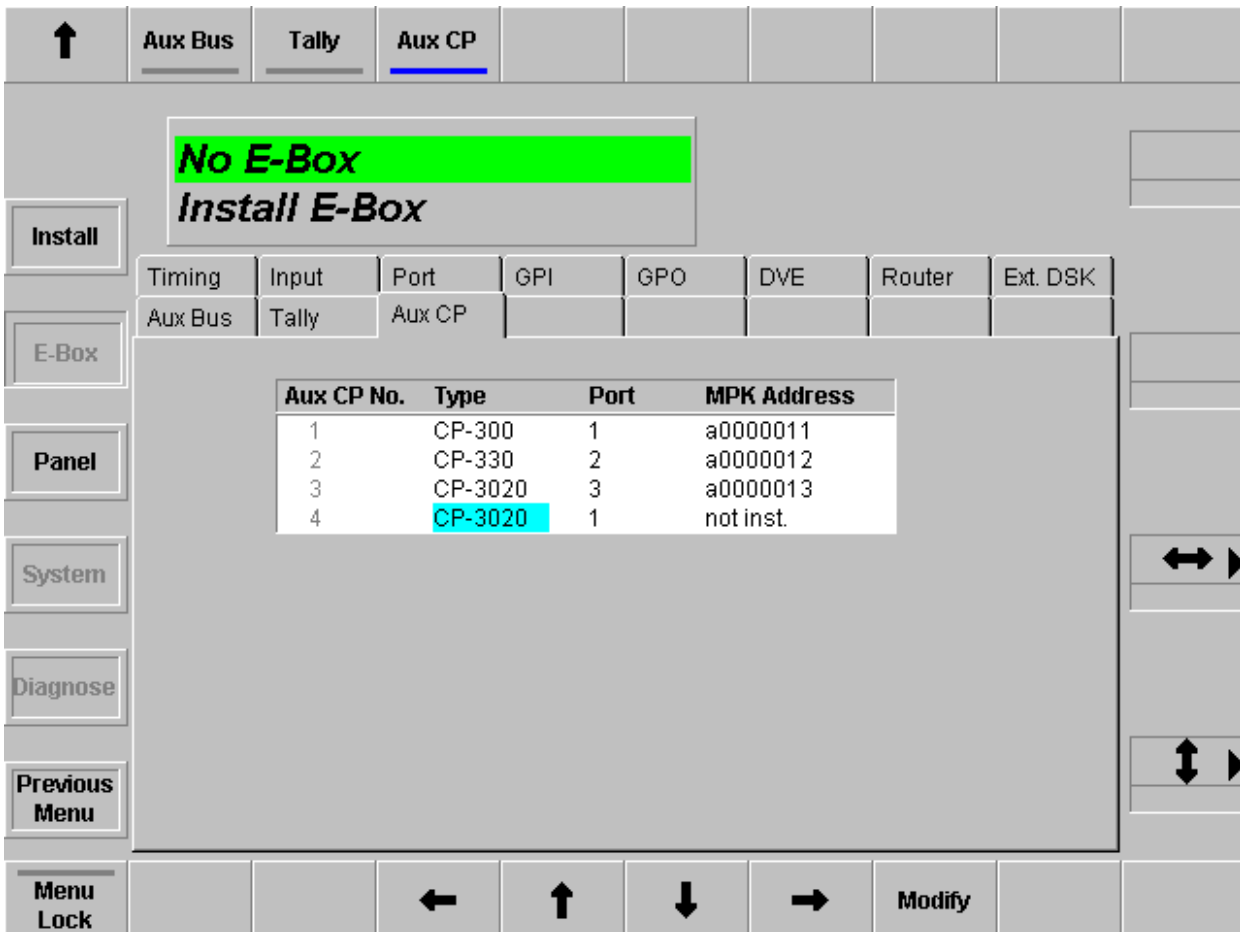 Aux Bus Tally Aux CP
No E-Box
Install E-Box
Install
Timing Input Port GPI GPO DVE Router Ext. DSK
Aux Bus Tally Aux CP
E-Box
Aux CP No. Type Port MPK Address
1 CP-300 1 a0000011
2 CP-330 2 a0000012
3 CP-3020 3 a0000013
4 CP-3020 1 not inst.
Panel
System
Diagnose
Previous
Menu
Menu
Lock
Modify